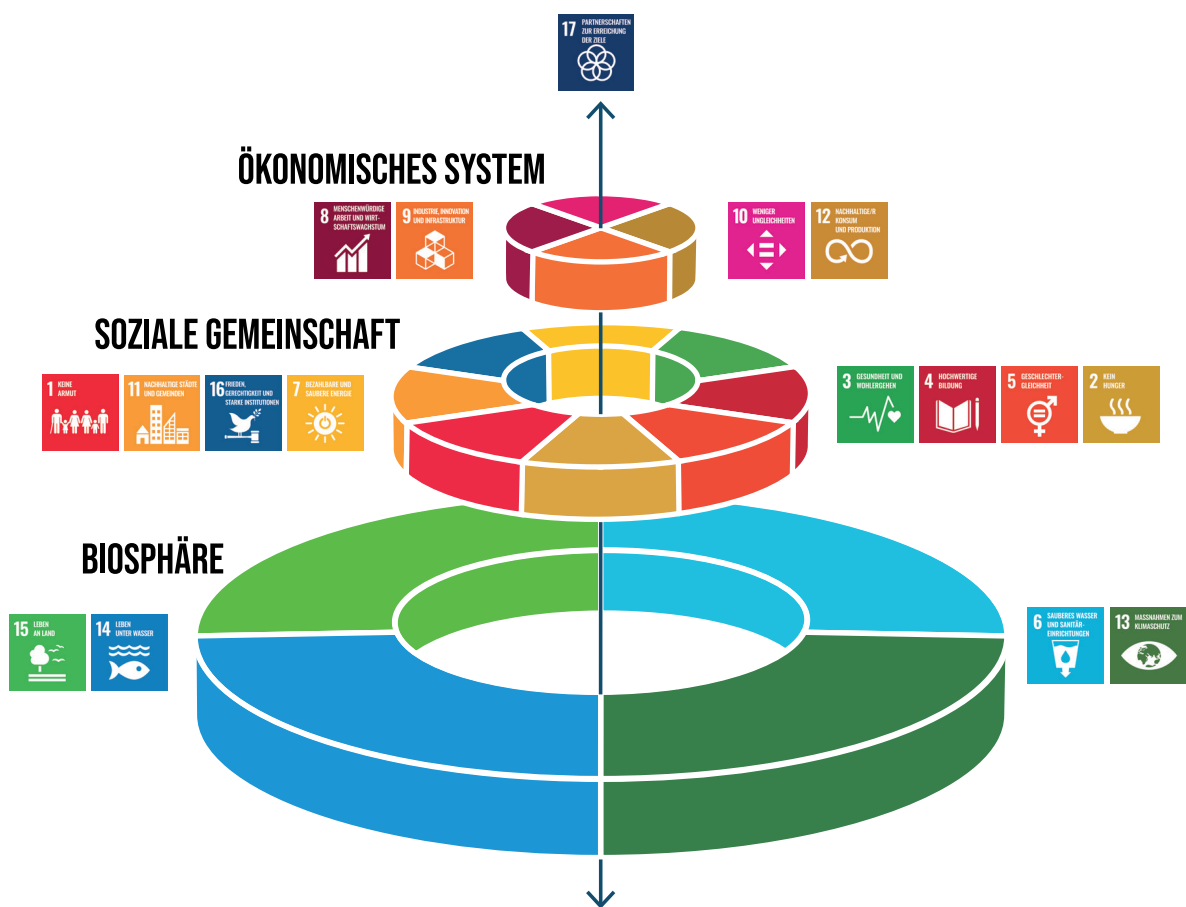 17 PARTNERSCHAFTEN
ZUR ERREICHUNG
DER ZIELE
ÖKONOMISCHES SYSTEM
8 MENSCHENWÜRDIGE
ARBEIT UND WIRT-
SCHAFTSWACHSTUM
9 INDUSTRIE, INNOVATION
UND INFRASTRUKTUR
10 WENIGER
UNGLEICHHEITEN
12 NACHHALTIGE/R
KONSUM
UND PRODUKTION
SOZIALE GEMEINSCHAFT
1 KEINE
ARMUT
11 NACHHALTIGE STÄDTE
UND GEMEINDEN
16 FRIEDEN,
GERECHTIGKEIT UND
STARKE INSTITUTIONEN
7 BEZAHLBARE UND
SAUBERE ENERGIE
3 GESUNDHEIT UND
WOHLERGEHEN
4 HOCHWERTIGE
BILDUNG
5 GESCHLECHTER-
GLEICHHEIT
2 KEIN
HUNGER
BIOSPHÄRE
15 LEBEN
AN LAND
14 LEBEN
UNTER WASSER
6 SAUBERES WASSER
UND SANITÄR-
EINRICHTUNGEN
13 MASSNAHMEN ZUM
KLIMASCHUTZ